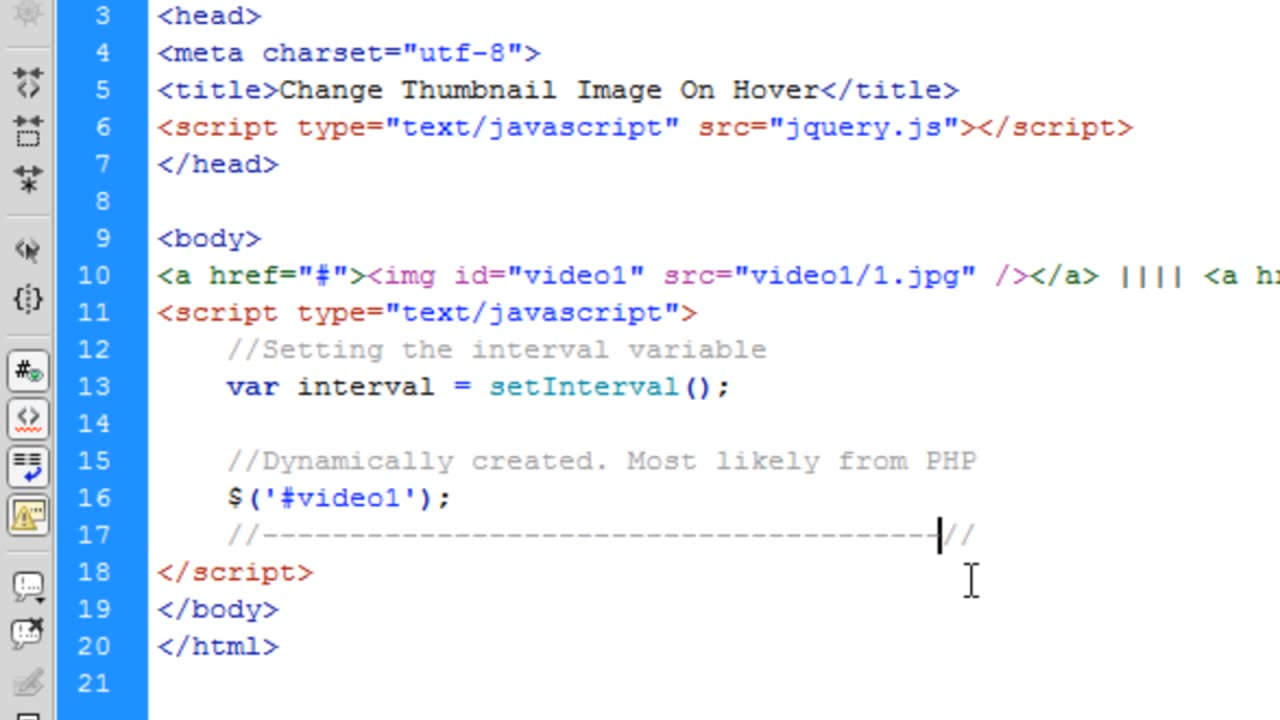 3 <head>
4 <meta charset="utf-8">
5 <title>Change Thumbnail Image On Hover</title>
6 <script type="text/javascript" src="jquery.js"></script>
7 </head>
8
9 <body>
10 <a href="#"><img id="video1" src="video1/1.jpg" /></a> |||| <a hr
11 <script type="text/javascript">
12 //Setting the interval variable
13 var interval = setInterval();
14
15 //Dynamically created. Most likely from PHP
16 $('#video1');
17 //---------------------------------------//
18 </script>
19 </body>
20 </html>
21